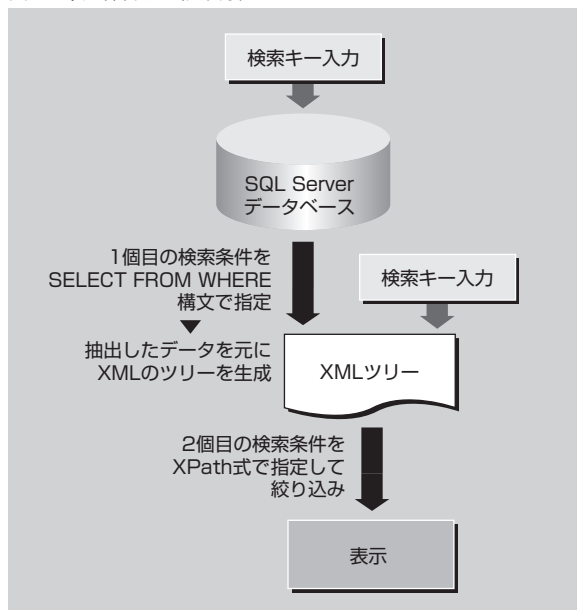 検索キー入力
SQL Server
データベース
1個目の検索条件を
SELECT FROM WHERE
構文で指定
検索キー入力
抽出したデータを元に
XMLのツリーを生成
XMLツリー
2個目の検索条件を
XPath式で指定して
絞り込み
表示